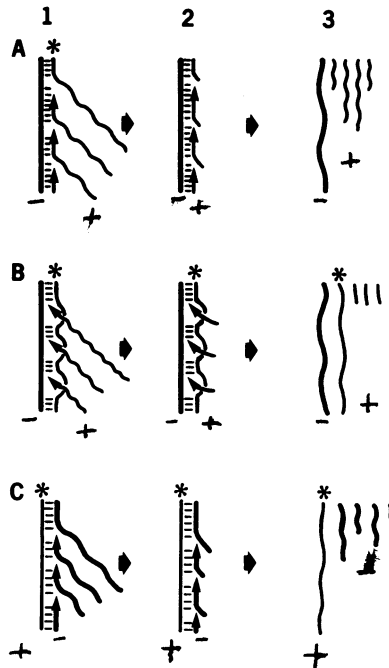 1 2 3
A *
− + − + − +
B * * *
− + − + − +
C * * *
+ − + − +